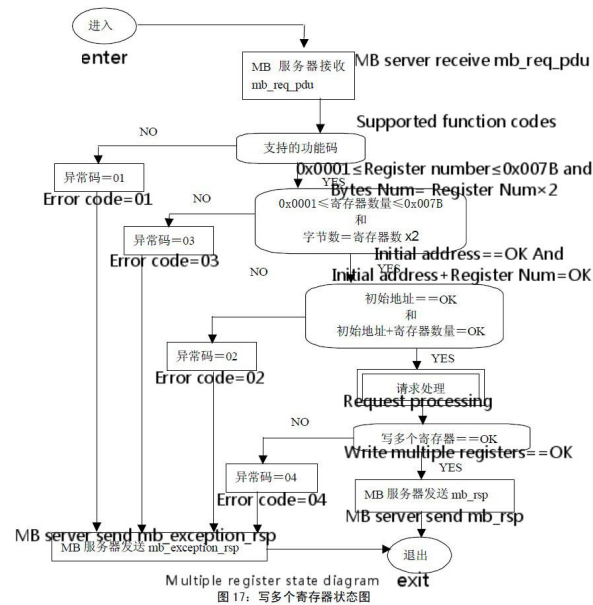 进入
enter
MB 服务器接收
mb_req_pdu
MB server receive mb_req_pdu
Supported function codes
NO
支持的功能码
异常码＝01
Error code=01
YES
0x0001≤Register number≤0x007B and
Bytes Num= Register Num×2
NO
0x0001≤寄存器数量≤0x007B
和
字节数＝寄存器数×2
异常码＝03
Error code=03
Initial address==OK And
YES
Initial address+Register Num=OK
NO
初始地址＝＝OK
和
初始地址+寄存器数量＝OK
异常码＝02
Error code=02
YES
请求处理
Request processing
NO
写多个寄存器＝＝OK
Write multiple registers==OK
YES
异常码＝04
Error code=04
MB 服务器发送 mb_rsp
MB server send mb_rsp
MB server send mb_exception_rsp
MB 服务器发送 mb_exception_rsp
退出
exit
Multiple register state diagram
图 17：写多个寄存器状态图